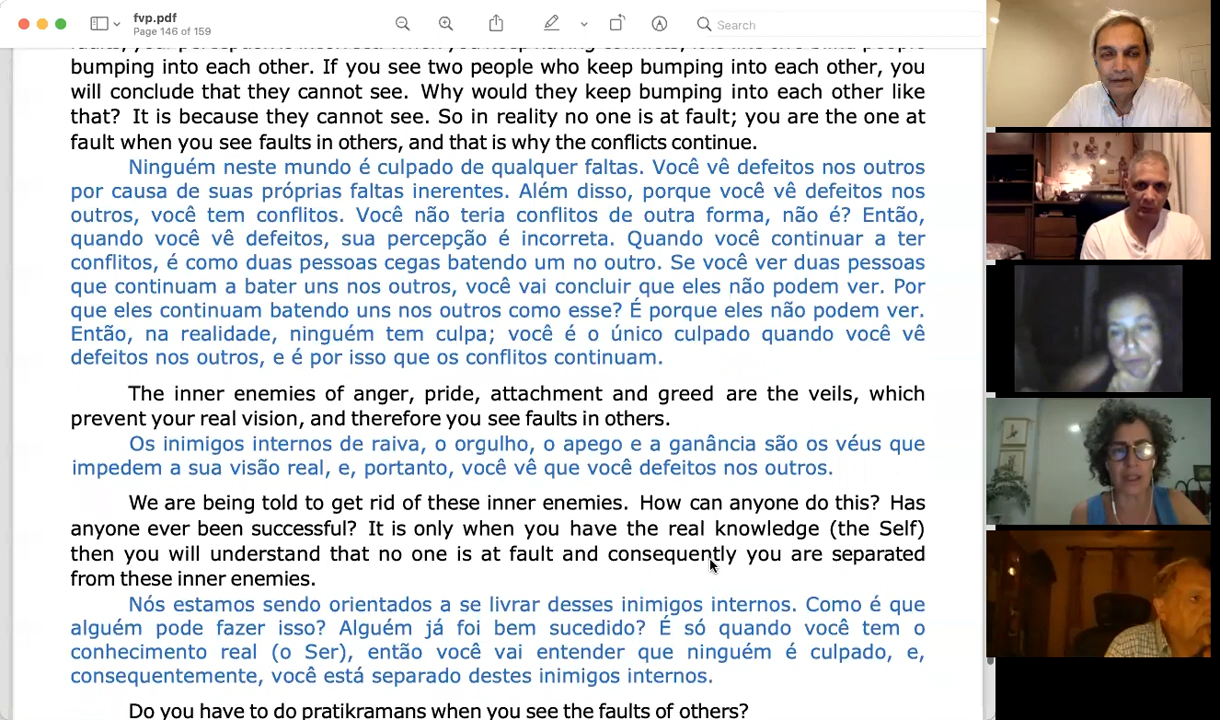 fvp.pdf
Page 146 of 159
Search
bumping into each other. If you see two people who keep bumping into each other, you
will conclude that they cannot see. Why would they keep bumping into each other like
that? It is because they cannot see. So in reality no one is at fault; you are the one at
fault when you see faults in others, and that is why the conflicts continue.
Ninguém neste mundo é culpado de qualquer faltas. Você vê defeitos nos outros
por causa de suas próprias faltas inerentes. Além disso, porque você vê defeitos nos
outros, você tem conflitos. Você não teria conflitos de outra forma, não é? Então,
quando você vê defeitos, sua percepção é incorreta. Quando você continuar a ter
conflitos, é como duas pessoas cegas batendo um no outro. Se você ver duas pessoas
que continuam a bater uns nos outros, você vai concluir que eles não podem ver. Por
que eles continuam batendo uns nos outros como esse? É porque eles não podem ver.
Então, na realidade, ninguém tem culpa; você é o único culpado quando você vê
defeitos nos outros, e é por isso que os conflitos continuam.
The inner enemies of anger, pride, attachment and greed are the veils, which
prevent your real vision, and therefore you see faults in others.
Os inimigos internos de raiva, o orgulho, o apego e a ganância são os véus que
impedem a sua visão real, e, portanto, você vê que você defeitos nos outros.
We are being told to get rid of these inner enemies. How can anyone do this? Has
anyone ever been successful? It is only when you have the real knowledge (the Self)
then you will understand that no one is at fault and consequently you are separated
from these inner enemies.
Nós estamos sendo orientados a se livrar desses inimigos internos. Como é que
alguém pode fazer isso? Alguém já foi bem sucedido? É só quando você tem o
conhecimento real (o Ser), então você vai entender que ninguém é culpado, e,
consequentemente, você está separado destes inimigos internos.
Do you have to do pratikramans when you see the faults of others?